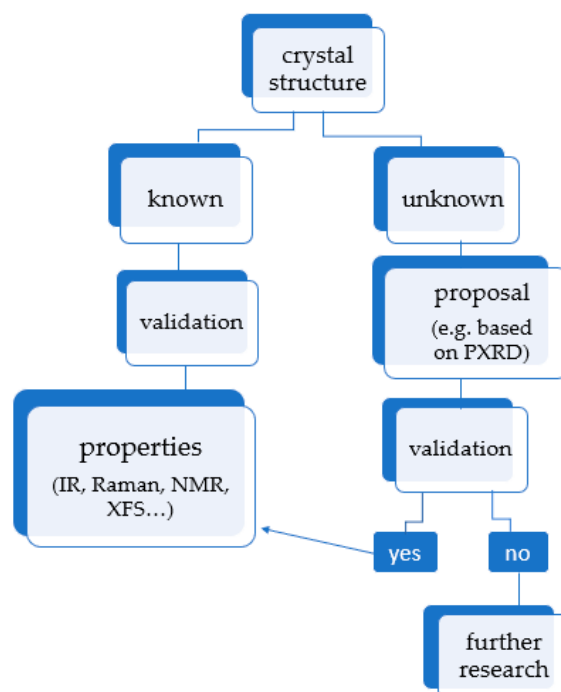 crystal
structure
known
unknown
validation
proposal
(e.g. based
on PXRD)
properties
(IR, Raman, NMR,
XFS…)
validation
yes
no
further
research